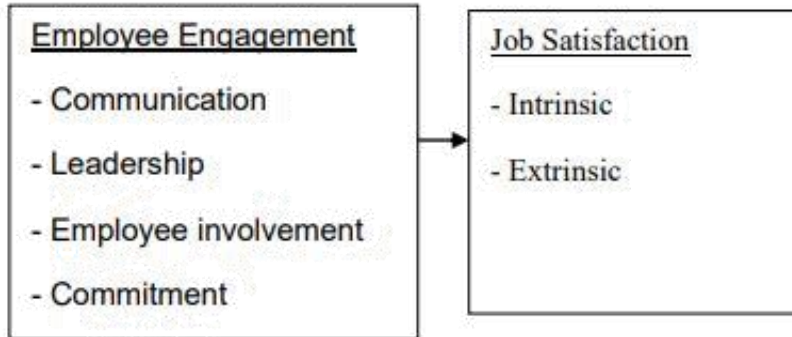 Employee Engagement
- Communication
- Leadership
- Employee involvement
- Commitment
Job Satisfaction
- Intrinsic
- Extrinsic